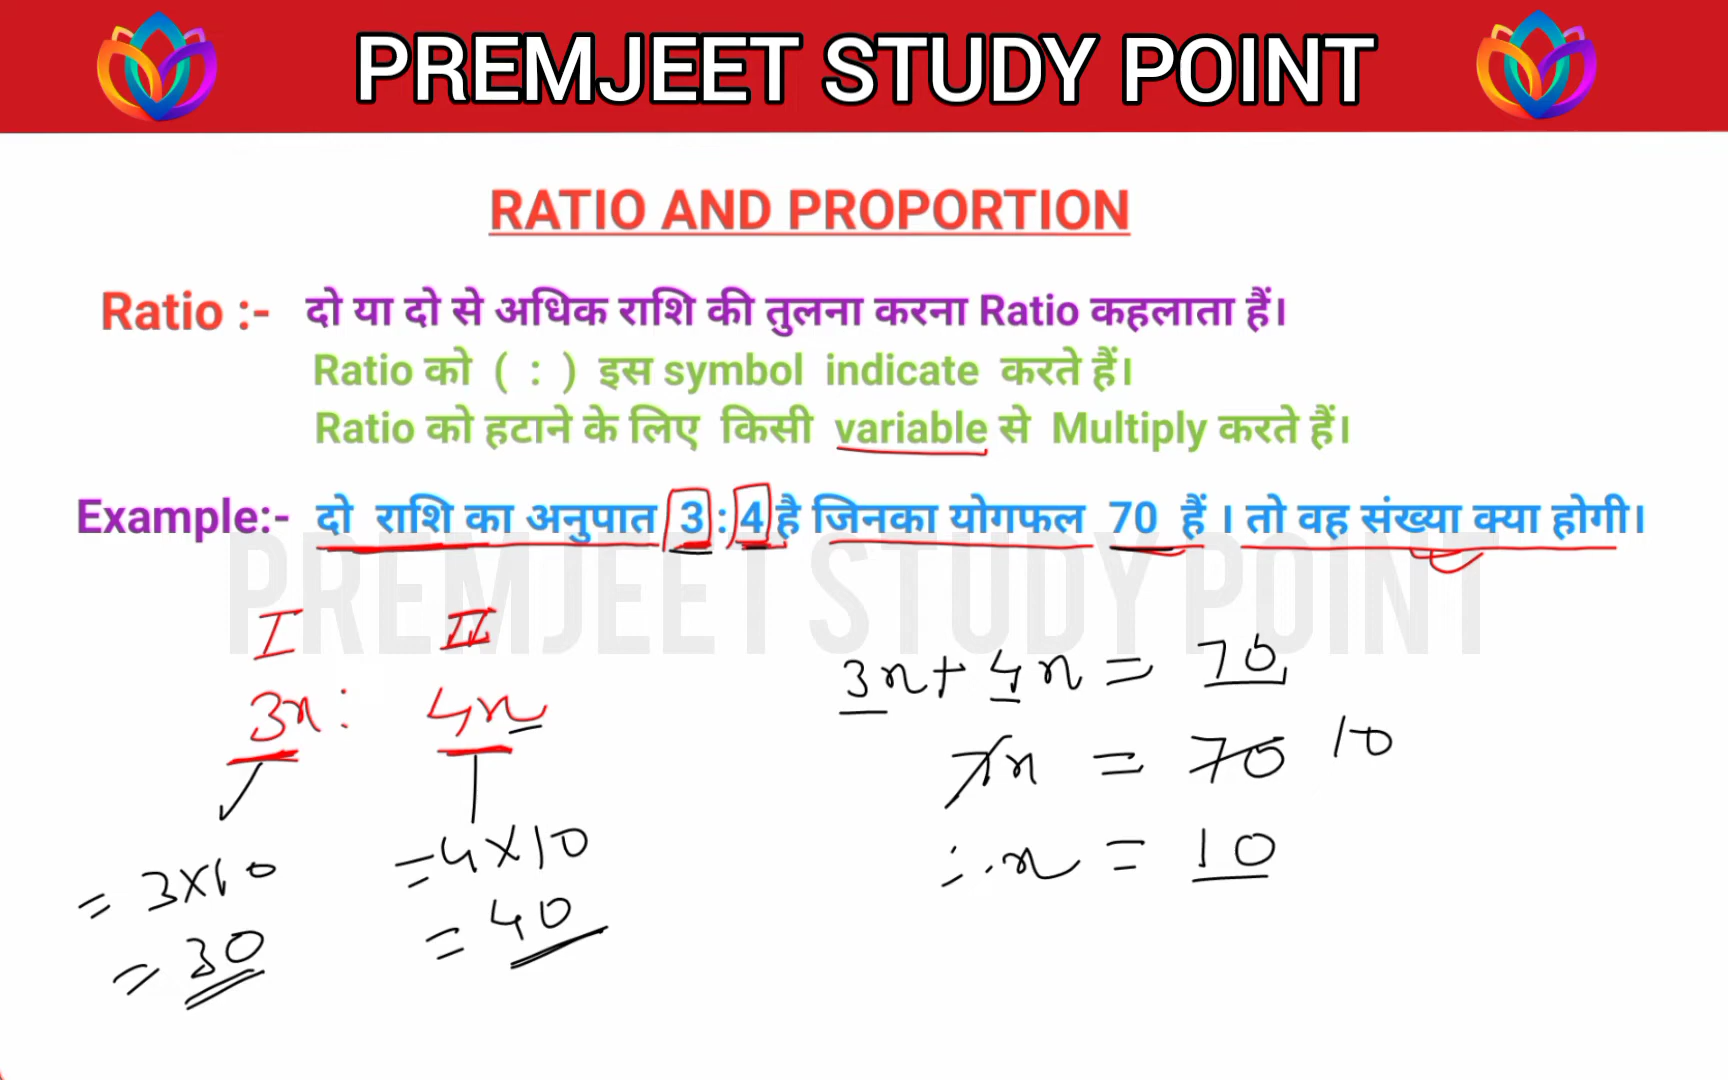 PREMJEET STUDY POINT
RATIO AND PROPORTION
Ratio :- दो या दो से अधिक राशि की तुलना करना Ratio कहलाता हैं।
Ratio को ( : ) इस symbol indicate करते हैं।
Ratio को हटाने के लिए किसी variable से Multiply करते हैं।
Example:- दो राशि का अनुपात 3 : 4 है जिनका योगफल 70 हैं । तो वह संख्या क्या होगी।
PREMJEET STUDY POINT
I II
3x : 4x
= 3 × 10 = 4 × 10
= 30 = 40
3x + 4x = 70
7x = 70 10
∴ x = 10